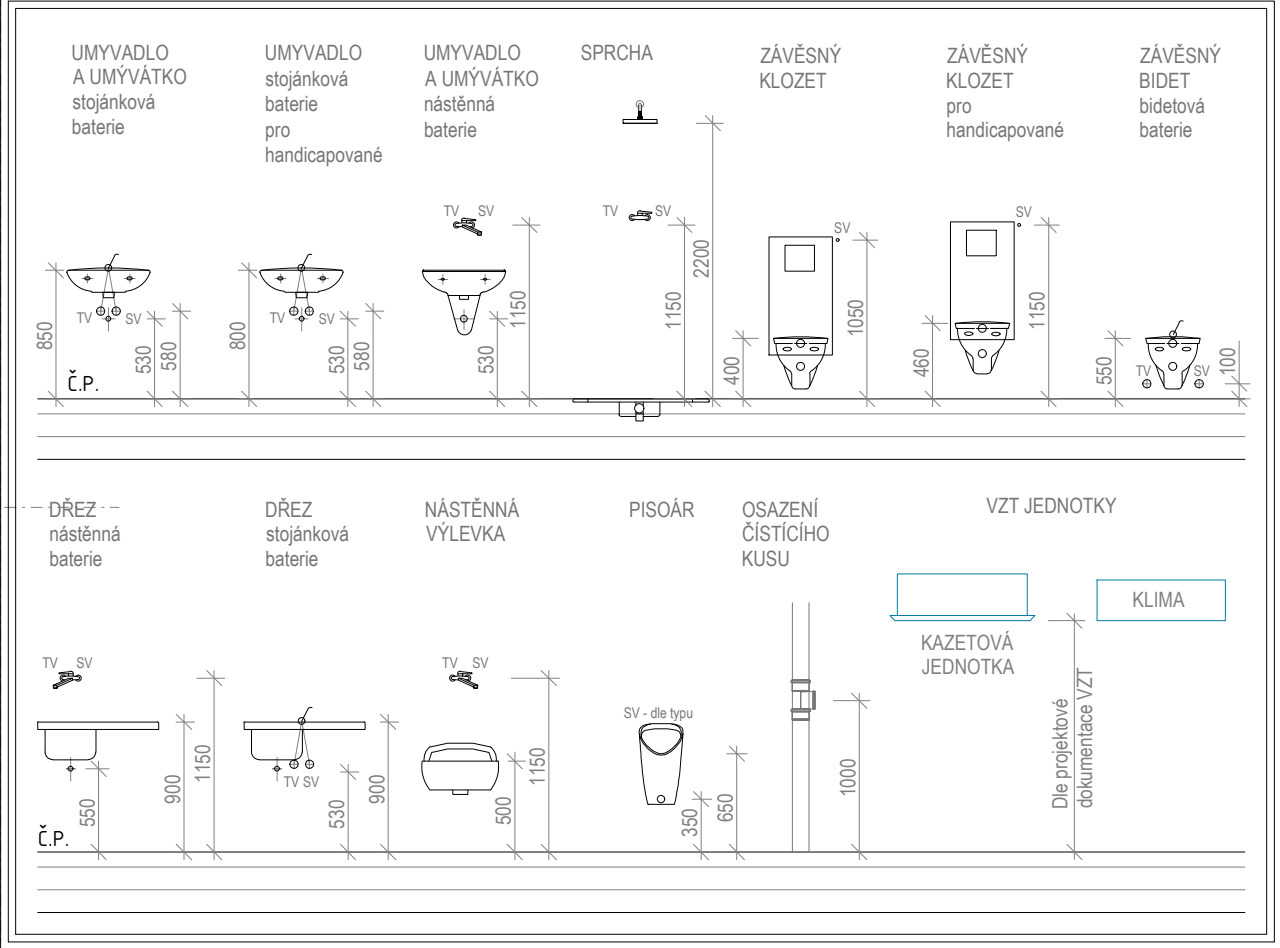 UMYVADLO
A UMÝVÁTKO
stojánková
baterie
UMYVADLO
stojánková
baterie
pro
handicapované
UMYVADLO
A UMÝVÁTKO
nástěnná
baterie
SPRCHA
ZÁVĚSNÝ
KLOZET
ZÁVĚSNÝ
KLOZET
pro
handicapované
ZÁVĚSNÝ
BIDET
bidetová
baterie
TV SV
850
530
580
Č.P.
TV SV
800
530
580
TV SV
1150
530
TV SV
2200
1150
SV
1050
400
SV
1150
460
TV SV
550
100
DŘEZ
nástěnná
baterie
DŘEZ
stojánková
baterie
NÁSTĚNNÁ
VÝLEVKA
PISOÁR
OSAZENÍ
ČÍSTÍCÍHO
KUSU
VZT JEDNOTKY
TV SV
550
900
1150
Č.P.
TV SV
530
900
TV SV
500
1150
SV - dle typu
350
650
1000
KAZETOVÁ
JEDNOTKA
Dle projektové
dokumentace VZT
KLIMA